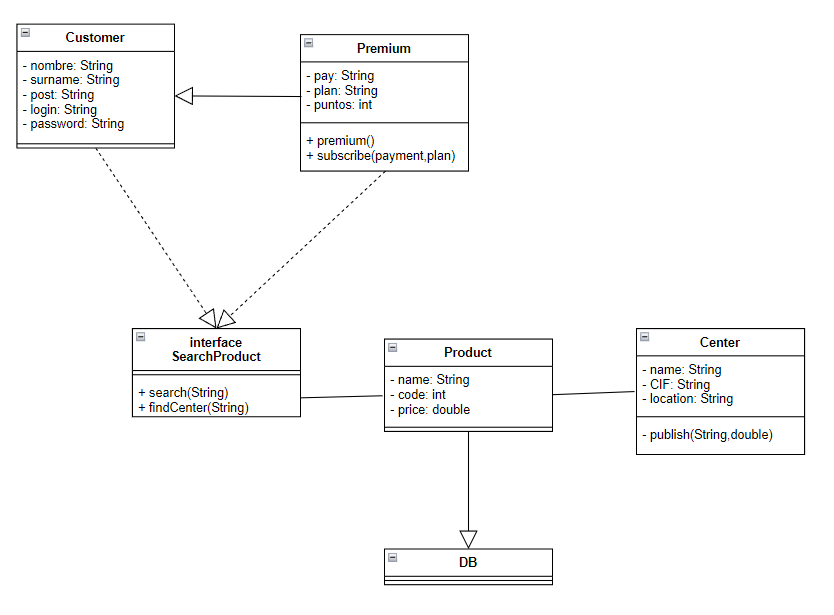 Customer
- nombre: String
- surname: String
- post: String
- login: String
- password: String
Premium
- pay: String
- plan: String
- puntos: int
+ premium()
+ subscribe(payment,plan)
interface
SearchProduct
+ search(String)
+ findCenter(String)
Product
- name: String
- code: int
- price: double
Center
- name: String
- CIF: String
- location: String
- publish(String,double)
DB